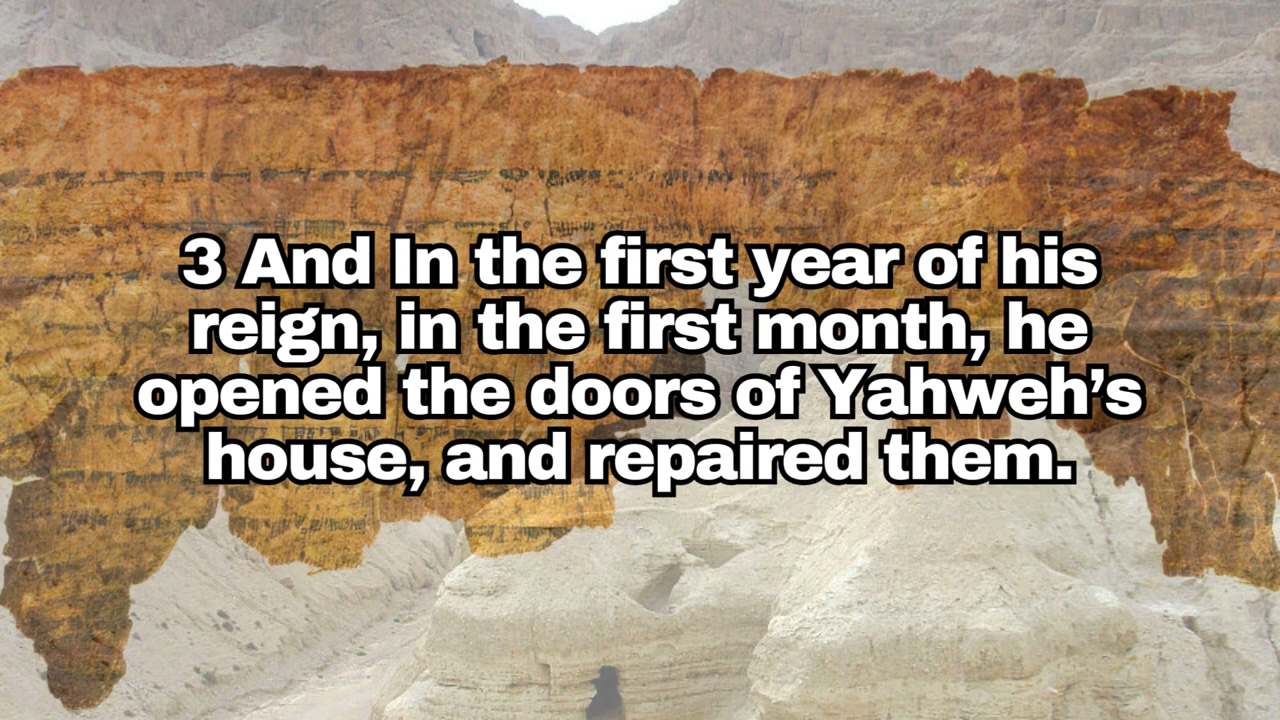 3 And In the first year of his
reign, in the first month, he
opened the doors of Yahweh’s
house, and repaired them.